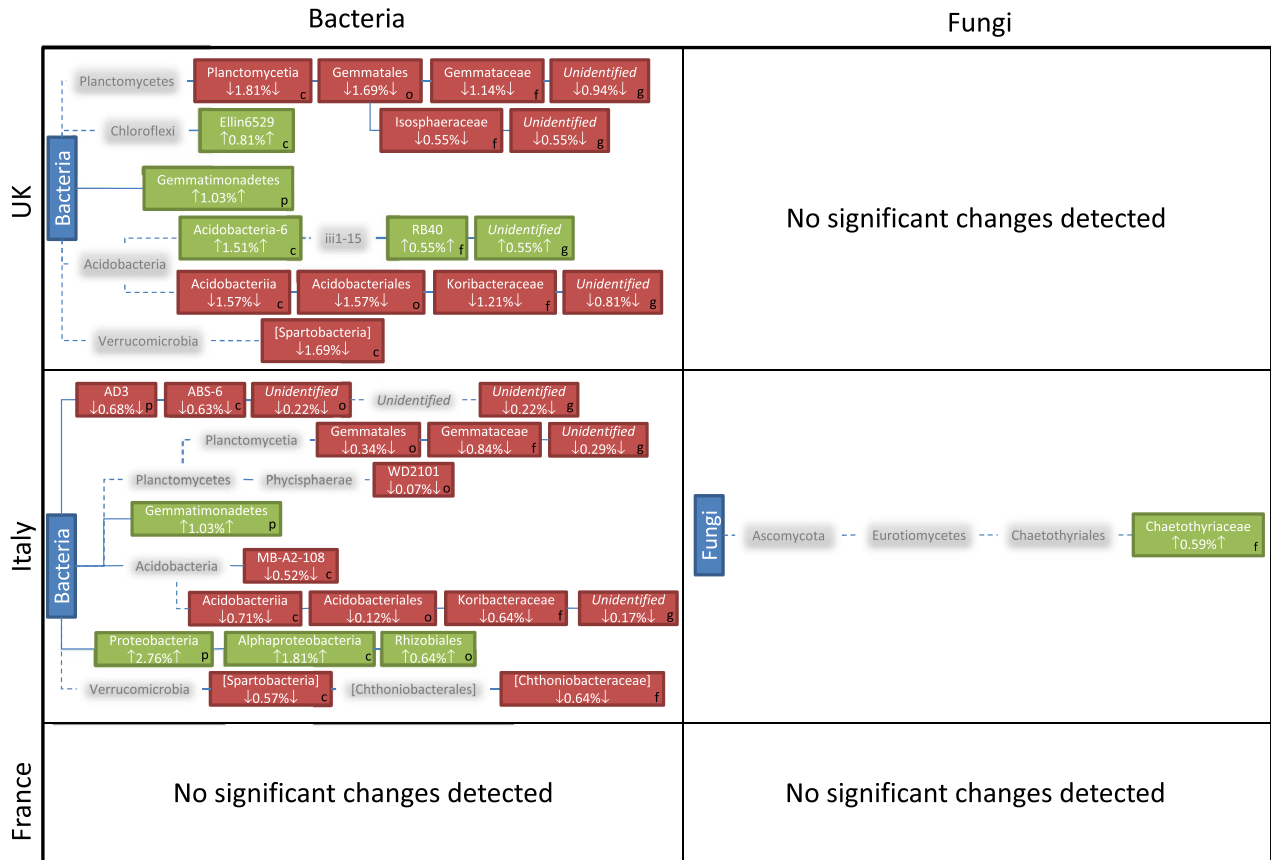 Bacteria
Fungi
UK
Bacteria
Planctomycetes
Planctomycetia
↓1.81%↓ c
Gemmatales
↓1.69%↓ o
Gemmataceae
↓1.14%↓ f
Unidentified
↓0.94%↓ g
Isosphaeraceae
↓0.55%↓ f
Unidentified
↓0.55%↓ g
Chloroflexi
Ellin6529
↑0.81%↑ c
Gemmatimonadetes
↑1.03%↑ p
Acidobacteria
Acidobacteria-6
↑1.51%↑ c
iii1-15
RB40
↑0.55%↑ f
Unidentified
↑0.55%↑ g
Acidobacteriia
↓1.57%↓ c
Acidobacteriales
↓1.57%↓ o
Koribacteraceae
↓1.21%↓ f
Unidentified
↓0.81%↓ g
Verrucomicrobia
[Spartobacteria]
↓1.69%↓ c
No significant changes detected
Italy
Bacteria
AD3
↓0.68%↓ p
ABS-6
↓0.63%↓ c
Unidentified
↓0.22%↓ o
Unidentified
Unidentified
↓0.22%↓ g
Planctomycetia
Gemmatales
↓0.34%↓ o
Gemmataceae
↓0.84%↓ f
Unidentified
↓0.29%↓ g
Planctomycetes
Phycisphaerae
WD2101
↓0.07%↓ o
Gemmatimonadetes
↑1.03%↑ p
Acidobacteria
MB-A2-108
↓0.52%↓ c
Acidobacteriia
↓0.71%↓ c
Acidobacteriales
↓0.12%↓ o
Koribacteraceae
↓0.64%↓ f
Unidentified
↓0.17%↓ g
Proteobacteria
↑2.76%↑ p
Alphaproteobacteria
↑1.81%↑ c
Rhizobiales
↑0.64%↑ o
Verrucomicrobia
[Spartobacteria]
↓0.57%↓ c
[Chthoniobacterales]
[Chthoniobacteraceae]
↓0.64%↓ f
Fungi
Ascomycota
Eurotiomycetes
Chaetothyriales
Chaetothyriaceae
↑0.59%↑ f
France
No significant changes detected
No significant changes detected